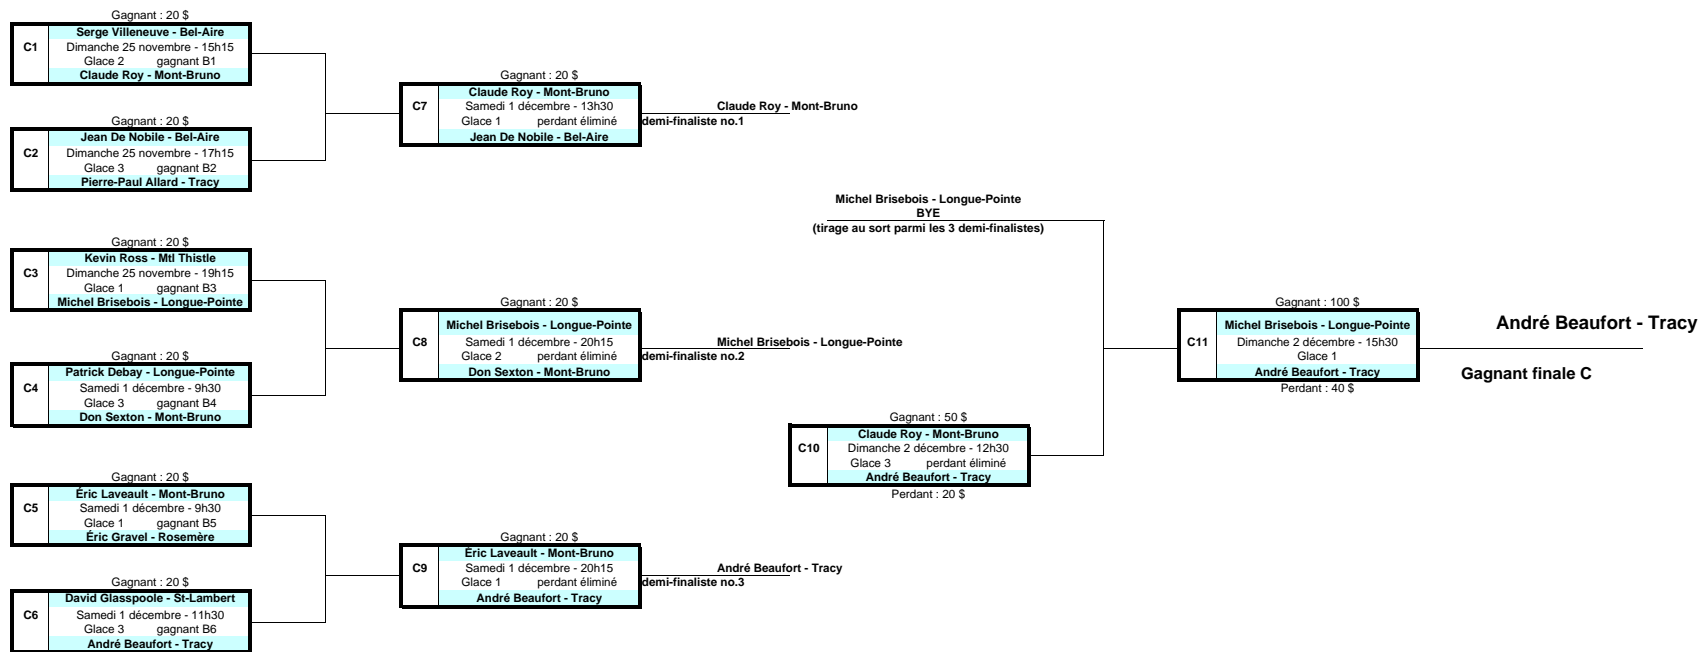 Gagnant : 20 $
C1
Serge Villeneuve - Bel-Aire
Dimanche 25 novembre - 15h15
Glace 2 gagnant B1
Claude Roy - Mont-Bruno
Gagnant : 20 $
C2
Jean De Nobile - Bel-Aire
Dimanche 25 novembre - 17h15
Glace 3 gagnant B2
Pierre-Paul Allard - Tracy
Gagnant : 20 $
C3
Kevin Ross - Mtl Thistle
Dimanche 25 novembre - 19h15
Glace 1 gagnant B3
Michel Brisebois - Longue-Pointe
Gagnant : 20 $
C4
Patrick Debay - Longue-Pointe
Samedi 1 décembre - 9h30
Glace 3 gagnant B4
Don Sexton - Mont-Bruno
Gagnant : 20 $
C5
Éric Laveault - Mont-Bruno
Samedi 1 décembre - 9h30
Glace 1 gagnant B5
Éric Gravel - Rosemère
Gagnant : 20 $
C6
David Glasspoole - St-Lambert
Samedi 1 décembre - 11h30
Glace 3 gagnant B6
André Beaufort - Tracy
Gagnant : 20 $
C7
Claude Roy - Mont-Bruno
Samedi 1 décembre - 13h30
Glace 1 perdant éliminé
Jean De Nobile - Bel-Aire
Claude Roy - Mont-Bruno
demi-finaliste no.1
Gagnant : 20 $
C8
Michel Brisebois - Longue-Pointe
Samedi 1 décembre - 20h15
Glace 2 perdant éliminé
Don Sexton - Mont-Bruno
Michel Brisebois - Longue-Pointe
demi-finaliste no.2
Gagnant : 20 $
C9
Éric Laveault - Mont-Bruno
Samedi 1 décembre - 20h15
Glace 1 perdant éliminé
André Beaufort - Tracy
André Beaufort - Tracy
demi-finaliste no.3
Michel Brisebois - Longue-Pointe
BYE
(tirage au sort parmi les 3 demi-finalistes)
Gagnant : 50 $
C10
Claude Roy - Mont-Bruno
Dimanche 2 décembre - 12h30
Glace 3 perdant éliminé
André Beaufort - Tracy
Perdant : 20 $
Gagnant : 100 $
C11
Michel Brisebois - Longue-Pointe
Dimanche 2 décembre - 15h30
Glace 1
André Beaufort - Tracy
Perdant : 40 $
André Beaufort - Tracy
Gagnant finale C